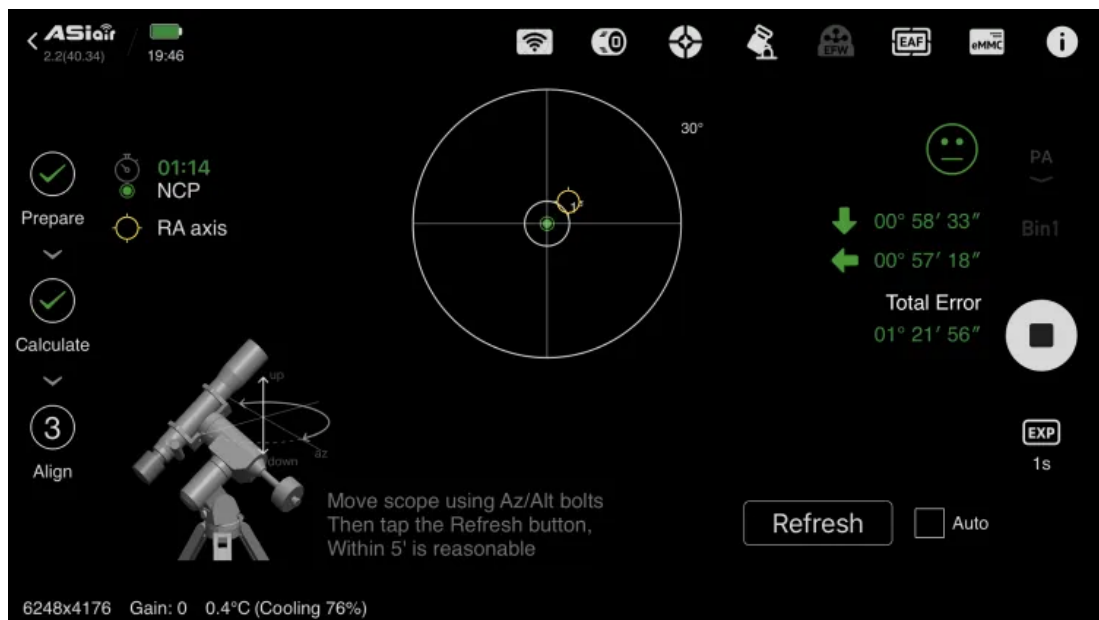 ASiair
2.2(40.34)
19:46
EFW
EAF
eMMC
i
30°
PA
01:14
NCP
1°
Prepare
RA axis
00° 58′ 33″
Bin1
00° 57′ 18″
Total Error
01° 21′ 56″
Calculate
up
3
down
az
Align
EXP
1s
Move scope using Az/Alt bolts
Then tap the Refresh button,
Within 5' is reasonable
Refresh
Auto
6248x4176 Gain: 0 0.4°C (Cooling 76%)